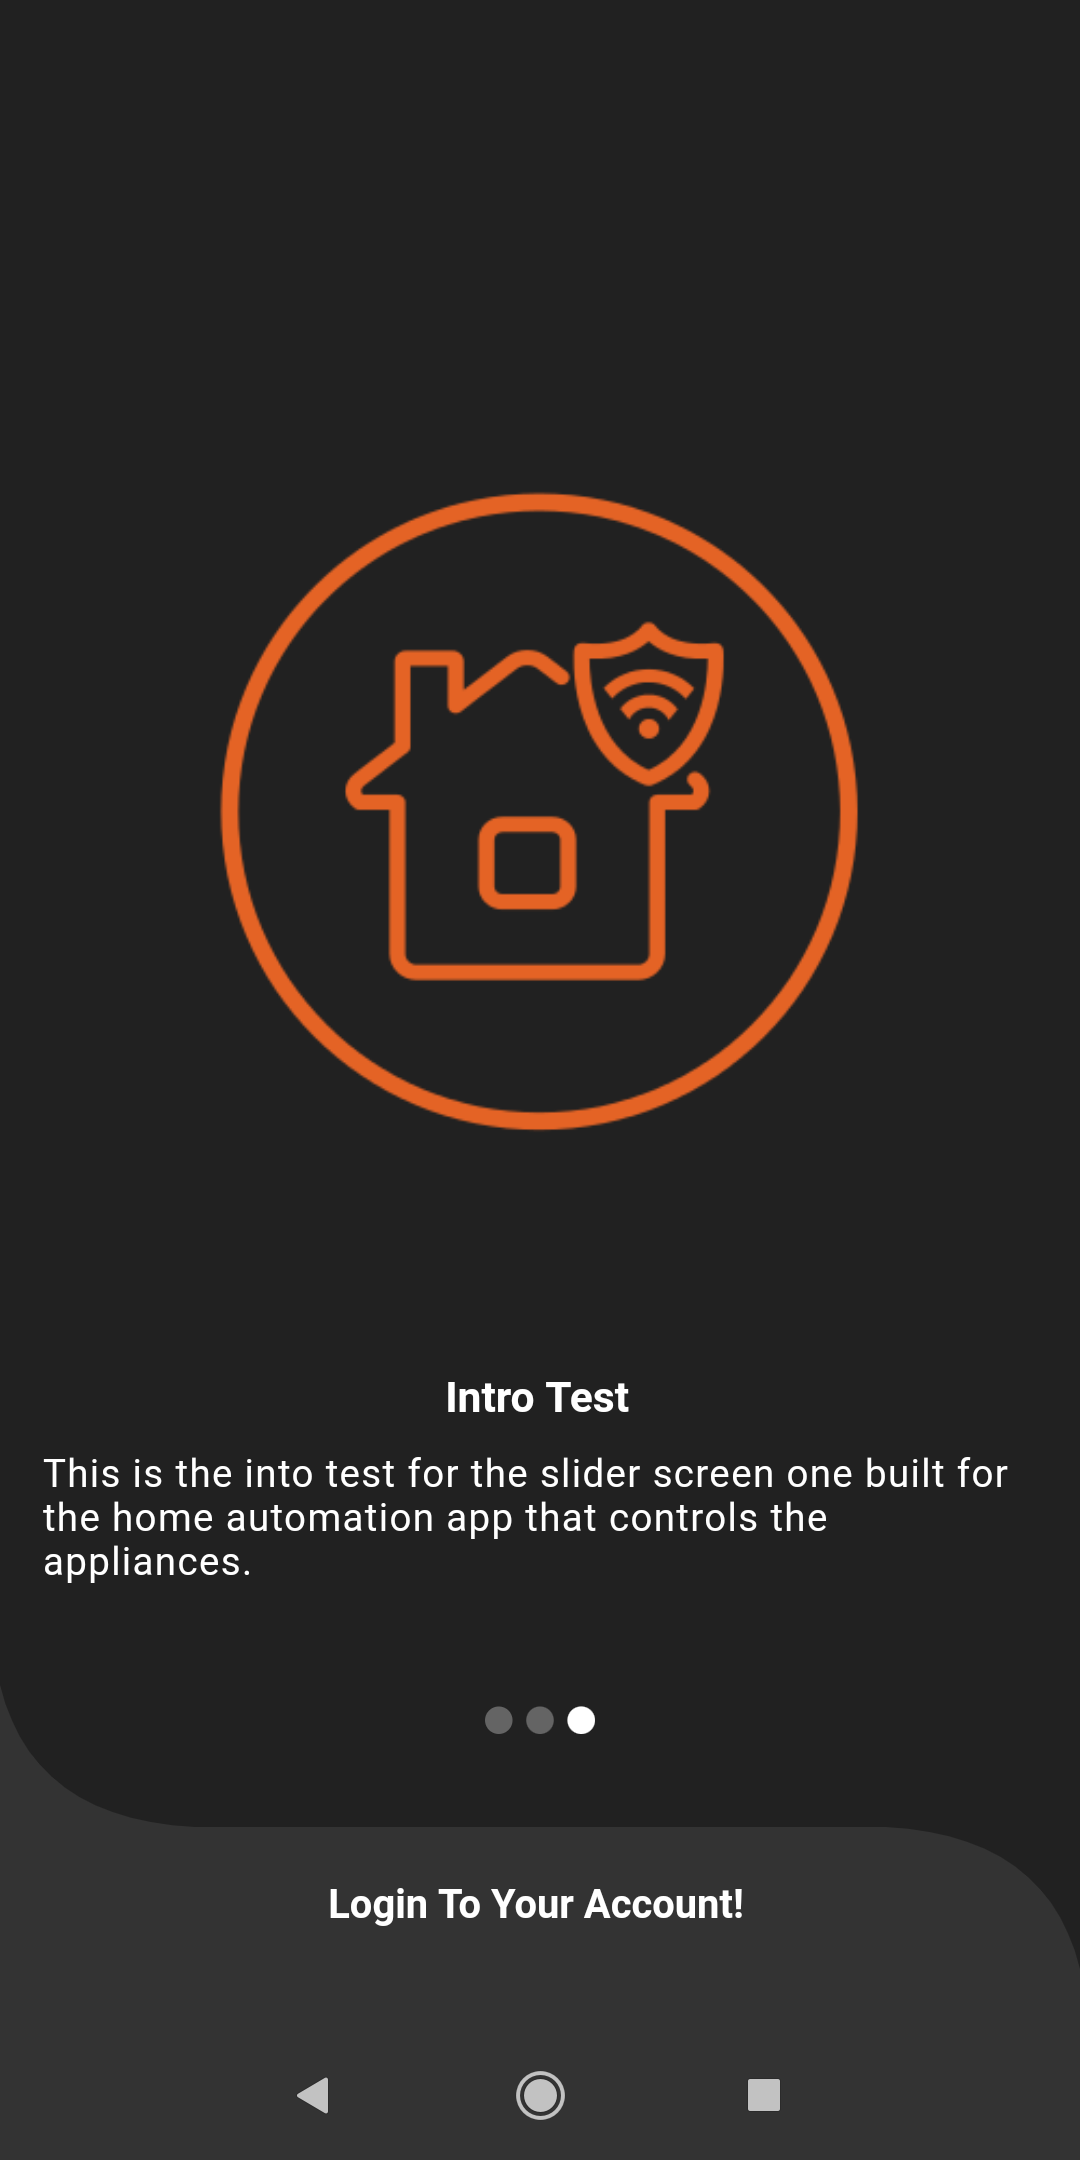 Intro Test
This is the into test for the slider screen one built for
the home automation app that controls the
appliances.
Login To Your Account!